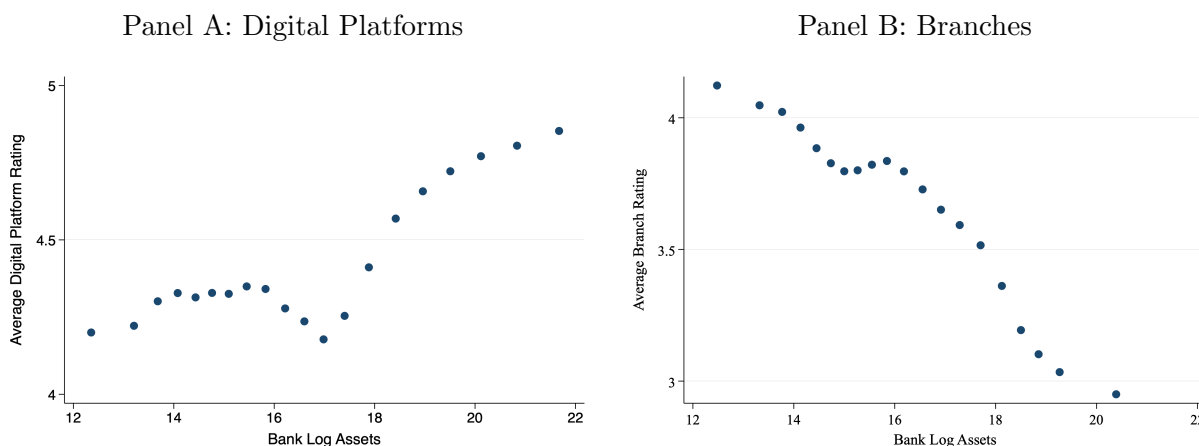 Panel A: Digital Platforms
5
4.5
4
Average Digital Platform Rating
12 14 16 18 20 22
Bank Log Assets
Panel B: Branches
4
3.5
3
Average Branch Rating
12 14 16 18 20
Bank Log Assets